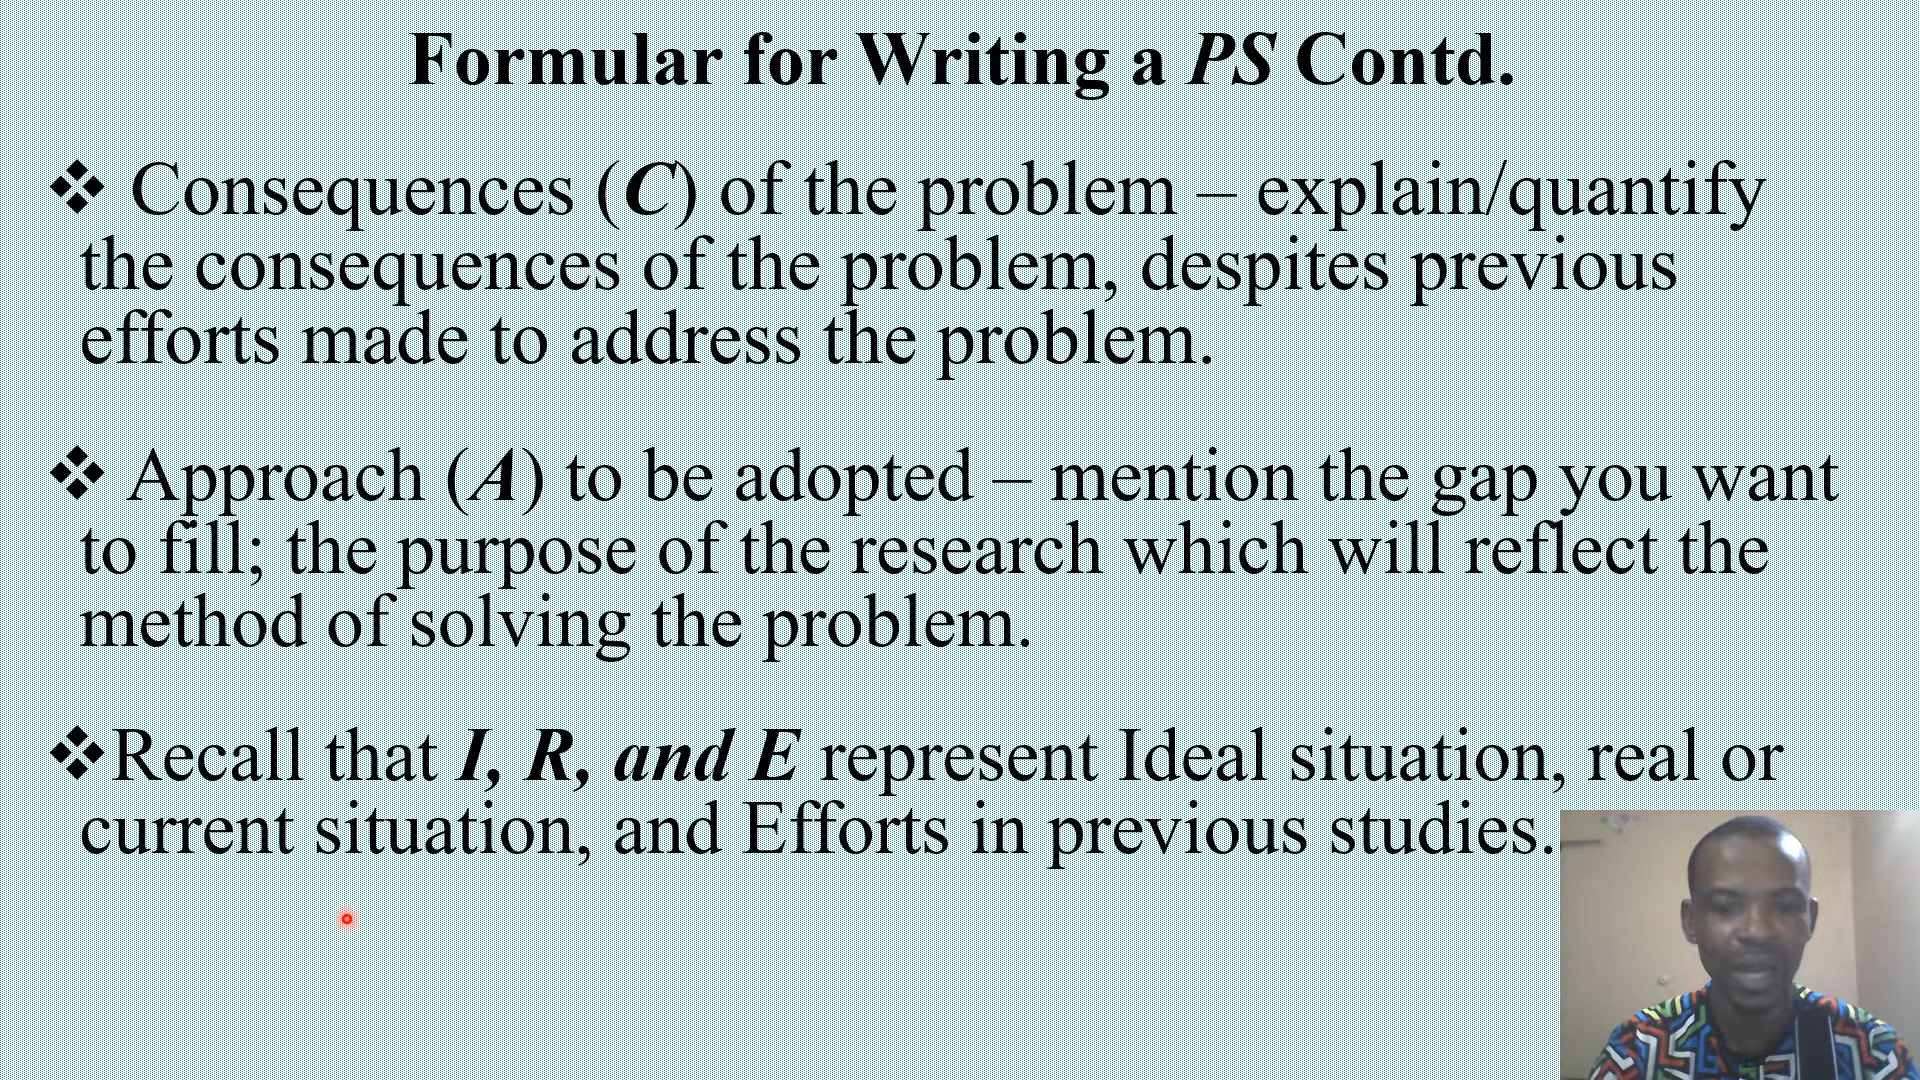 Formular for Writing a PS Contd.
❖ Consequences (C) of the problem – explain/quantify
the consequences of the problem, despites previous
efforts made to address the problem.
❖ Approach (A) to be adopted – mention the gap you want
to fill; the purpose of the research which will reflect the
method of solving the problem.
❖Recall that I, R, and E represent Ideal situation, real or
current situation, and Efforts in previous studies.